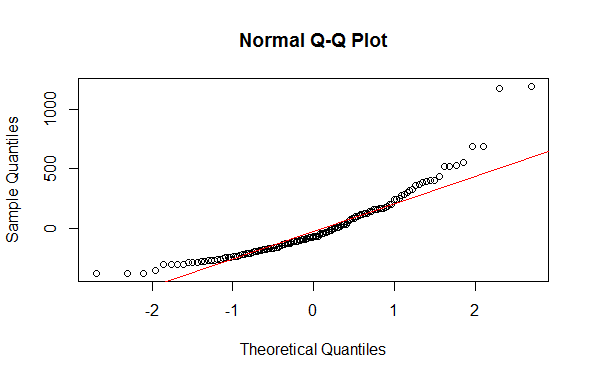 Normal Q-Q Plot
Sample Quantiles
1000
500
0
-2 -1 0 1 2
Theoretical Quantiles